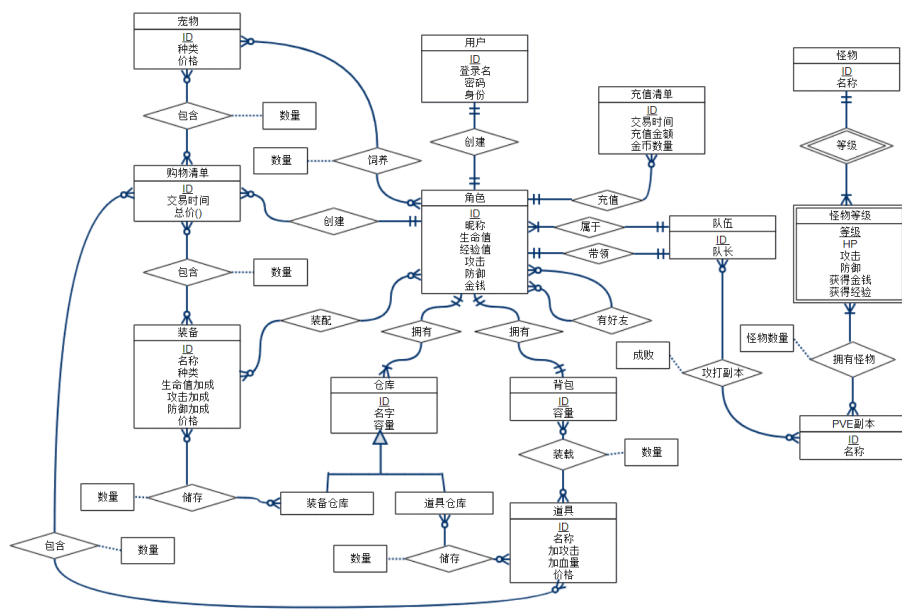 宠物
ID
种类
价格
包含
数量
购物清单
ID
交易时间
总价()
包含
数量
装备
ID
名称
种类
生命值加成
攻击加成
防御加成
价格
数量
储存
包含
数量
数量
饲养
创建
装配
用户
ID
登录名
密码
身份
创建
角色
ID
昵称
生命值
经验值
攻击
防御
金钱
充值清单
ID
交易时间
充值金额
金币数量
充值
属于
带领
有好友
队伍
ID
队长
拥有
拥有
仓库
ID
名字
容量
装备仓库
道具仓库
数量
储存
背包
ID
容量
装载
数量
道具
ID
名称
加攻击
加血量
价格
成败
攻打副本
怪物
ID
名称
等级
怪物等级
等级
HP
攻击
防御
获得金钱
获得经验
怪物数量
拥有怪物
PVE副本
ID
名称